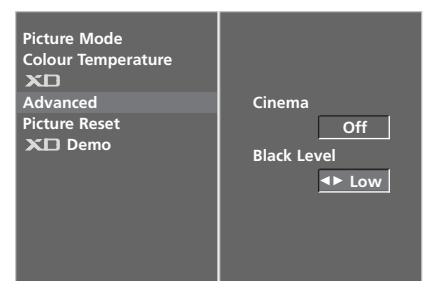 Picture Mode
Colour Temperature
XD
Advanced
Picture Reset
XD Demo
Cinema
Off
Black Level
◄► Low